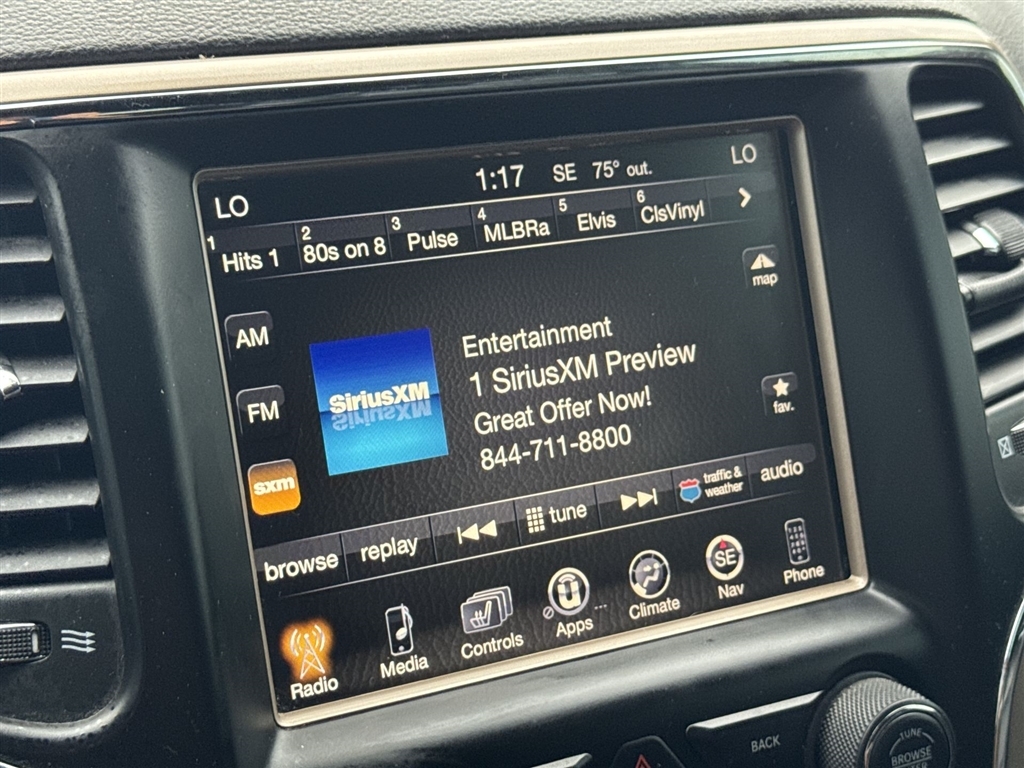 LO
1:17 SE 75° out.
LO
1 Hits 1
2 80s on 8
3 Pulse
4 MLBRa
5 Elvis
6 ClsVinyl
map
AM
FM
sxm
SiriusXM
Entertainment
1 SiriusXM Preview
Great Offer Now!
844-711-8800
fav.
browse
replay
tune
traffic &
weather
audio
Radio
Media
Controls
Apps
Climate
SE
Nav
Phone
BACK
TUNE
BROWSE